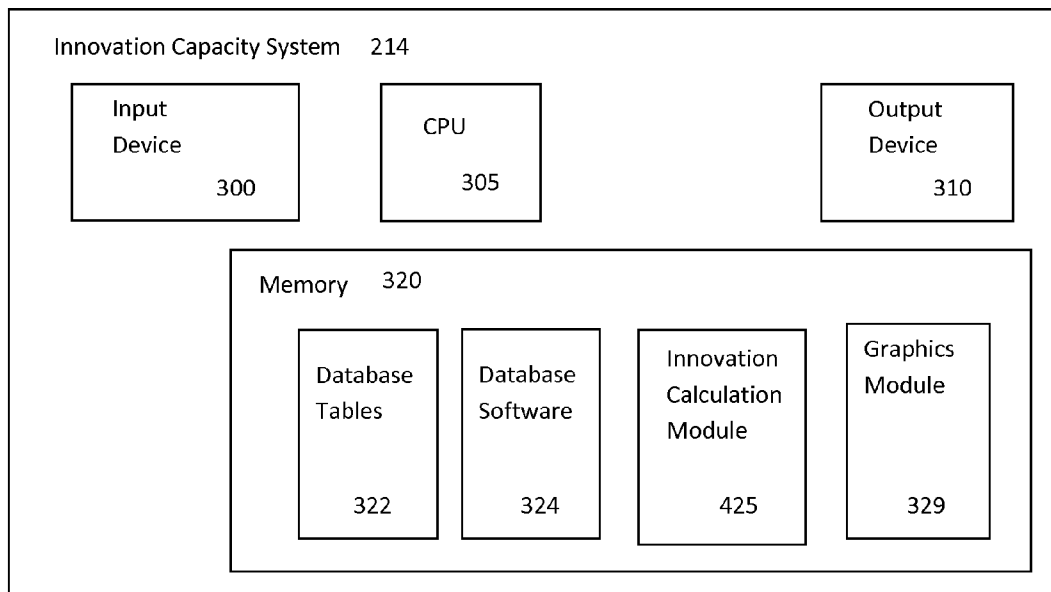 Innovation Capacity System 214
Input
Device
300
CPU
305
Output
Device
310
Memory 320
Database
Tables
322
Database
Software
324
Innovation
Calculation
Module
425
Graphics
Module
329